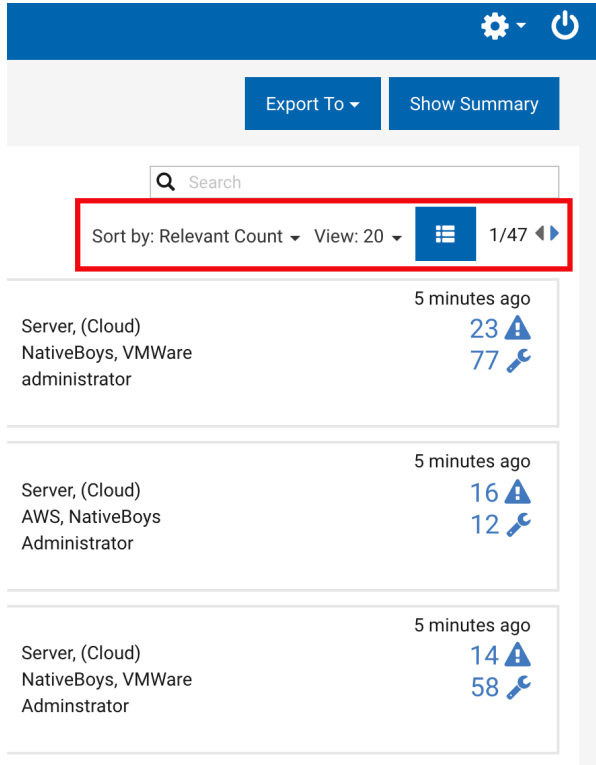 Export To
Show Summary
Search
Sort by: Relevant Count View: 20 1/47
5 minutes ago
Server, (Cloud)
23
NativeBoys, VMWare
77
administrator
5 minutes ago
Server, (Cloud)
16
AWS, NativeBoys
12
Administrator
5 minutes ago
Server, (Cloud)
14
NativeBoys, VMWare
58
Adminstrator